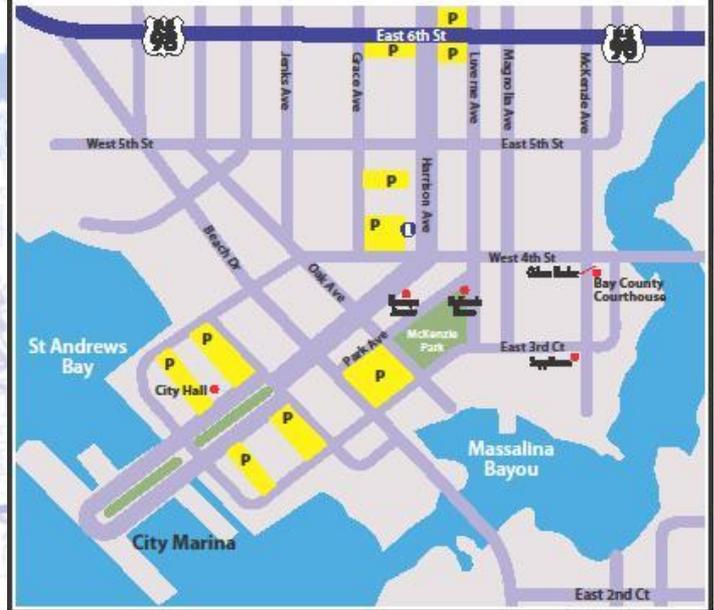 P
East 6th St
P
P
Jenks Ave
Grace Ave
Luverne Ave
Magnolia Ave
McKenzie Ave
West 5th St
East 5th St
Harrison Ave
P
P
Beach Dr
Oak Ave
West 4th St
Bay County
Courthouse
McKenzie
Park
Park Ave
East 3rd Ct
St Andrews
Bay
P
P
P
City Hall
P
P
Massalina
Bayou
City Marina
East 2nd Ct